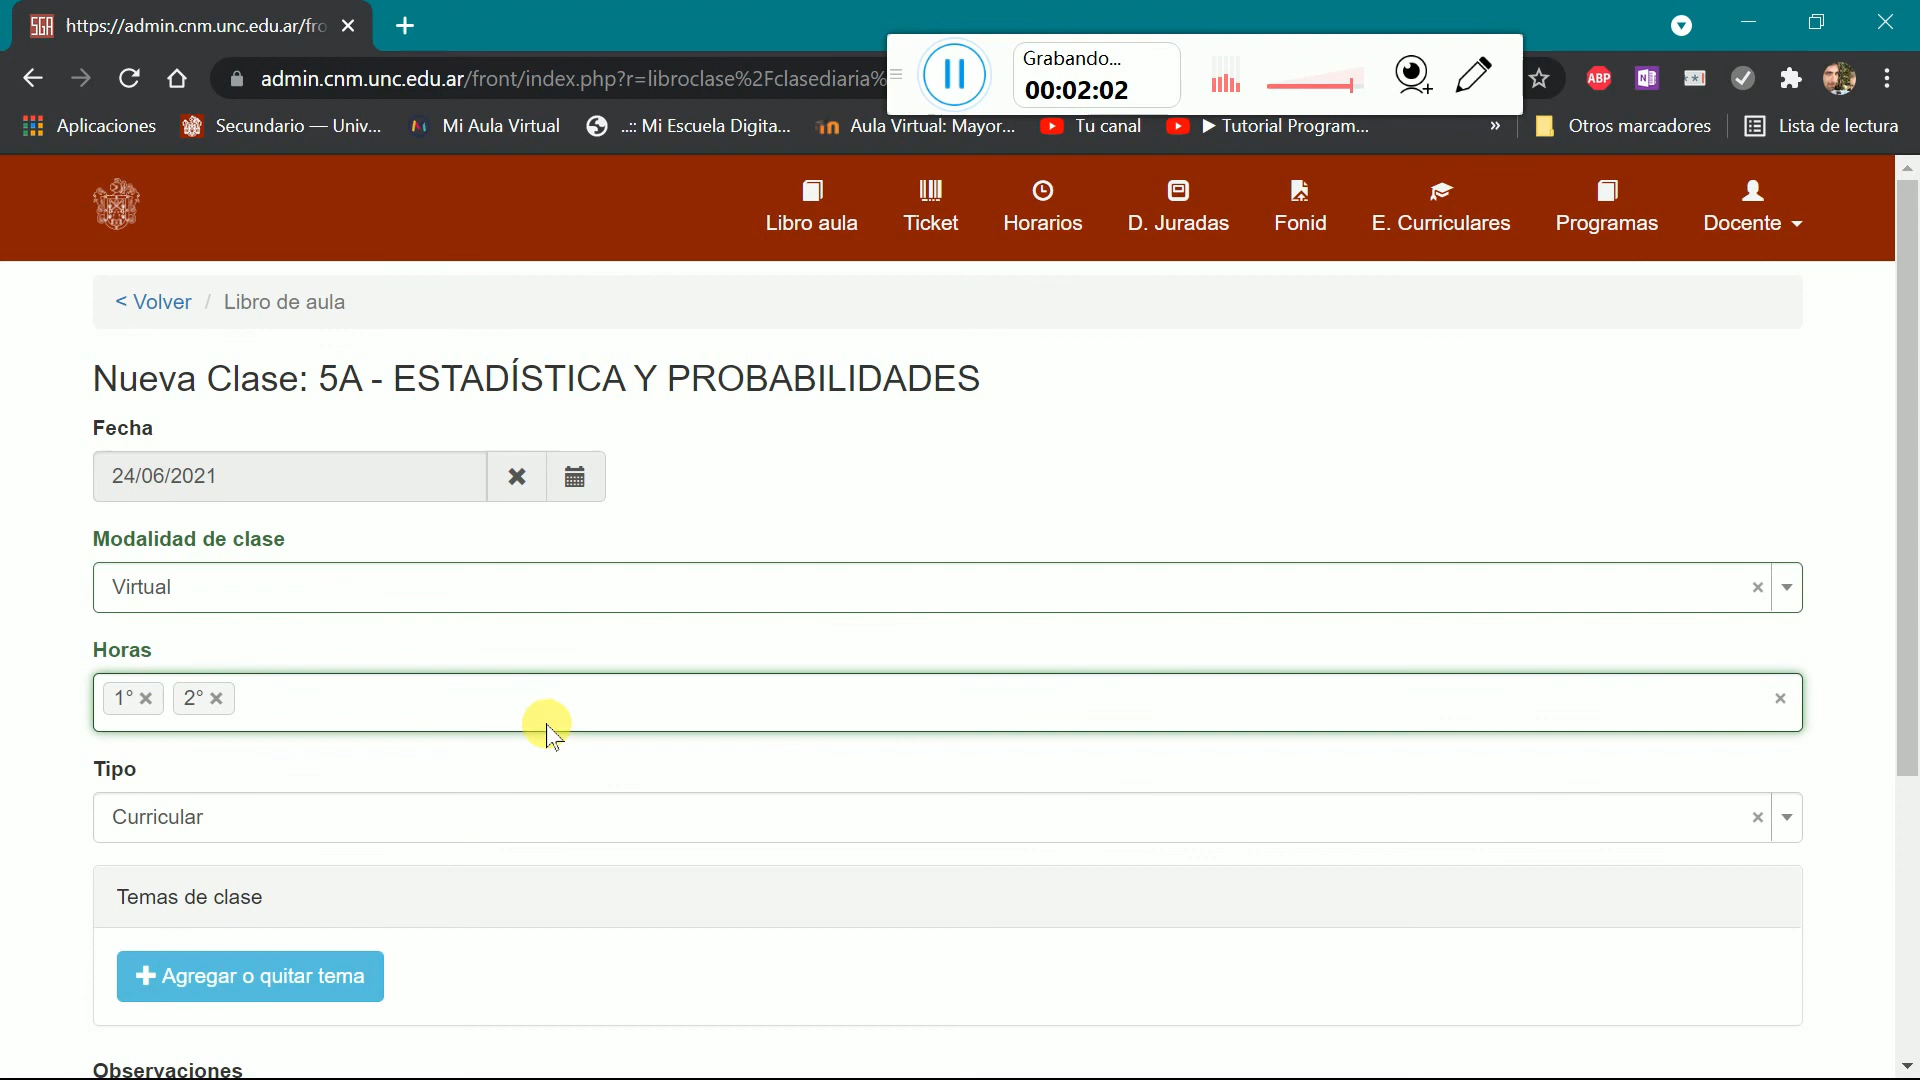 SGA https://admin.cnm.unc.edu.ar/fro
admin.cnm.unc.edu.ar/front/index.php?r=libroclase%2Fclasediaria%
Grabando...
00:02:02
ABP
Aplicaciones
Secundario — Univ...
Mi Aula Virtual
..:: Mi Escuela Digita...
Aula Virtual: Mayor...
Tu canal
▶ Tutorial Program...
»
Otros marcadores
Lista de lectura
Libro aula
Ticket
Horarios
D. Juradas
Fonid
E. Curriculares
Programas
Docente
< Volver / Libro de aula
Nueva Clase: 5A - ESTADÍSTICA Y PROBABILIDADES
Fecha
24/06/2021
Modalidad de clase
Virtual
Horas
1° 2°
Tipo
Curricular
Temas de clase
Agregar o quitar tema
Observaciones